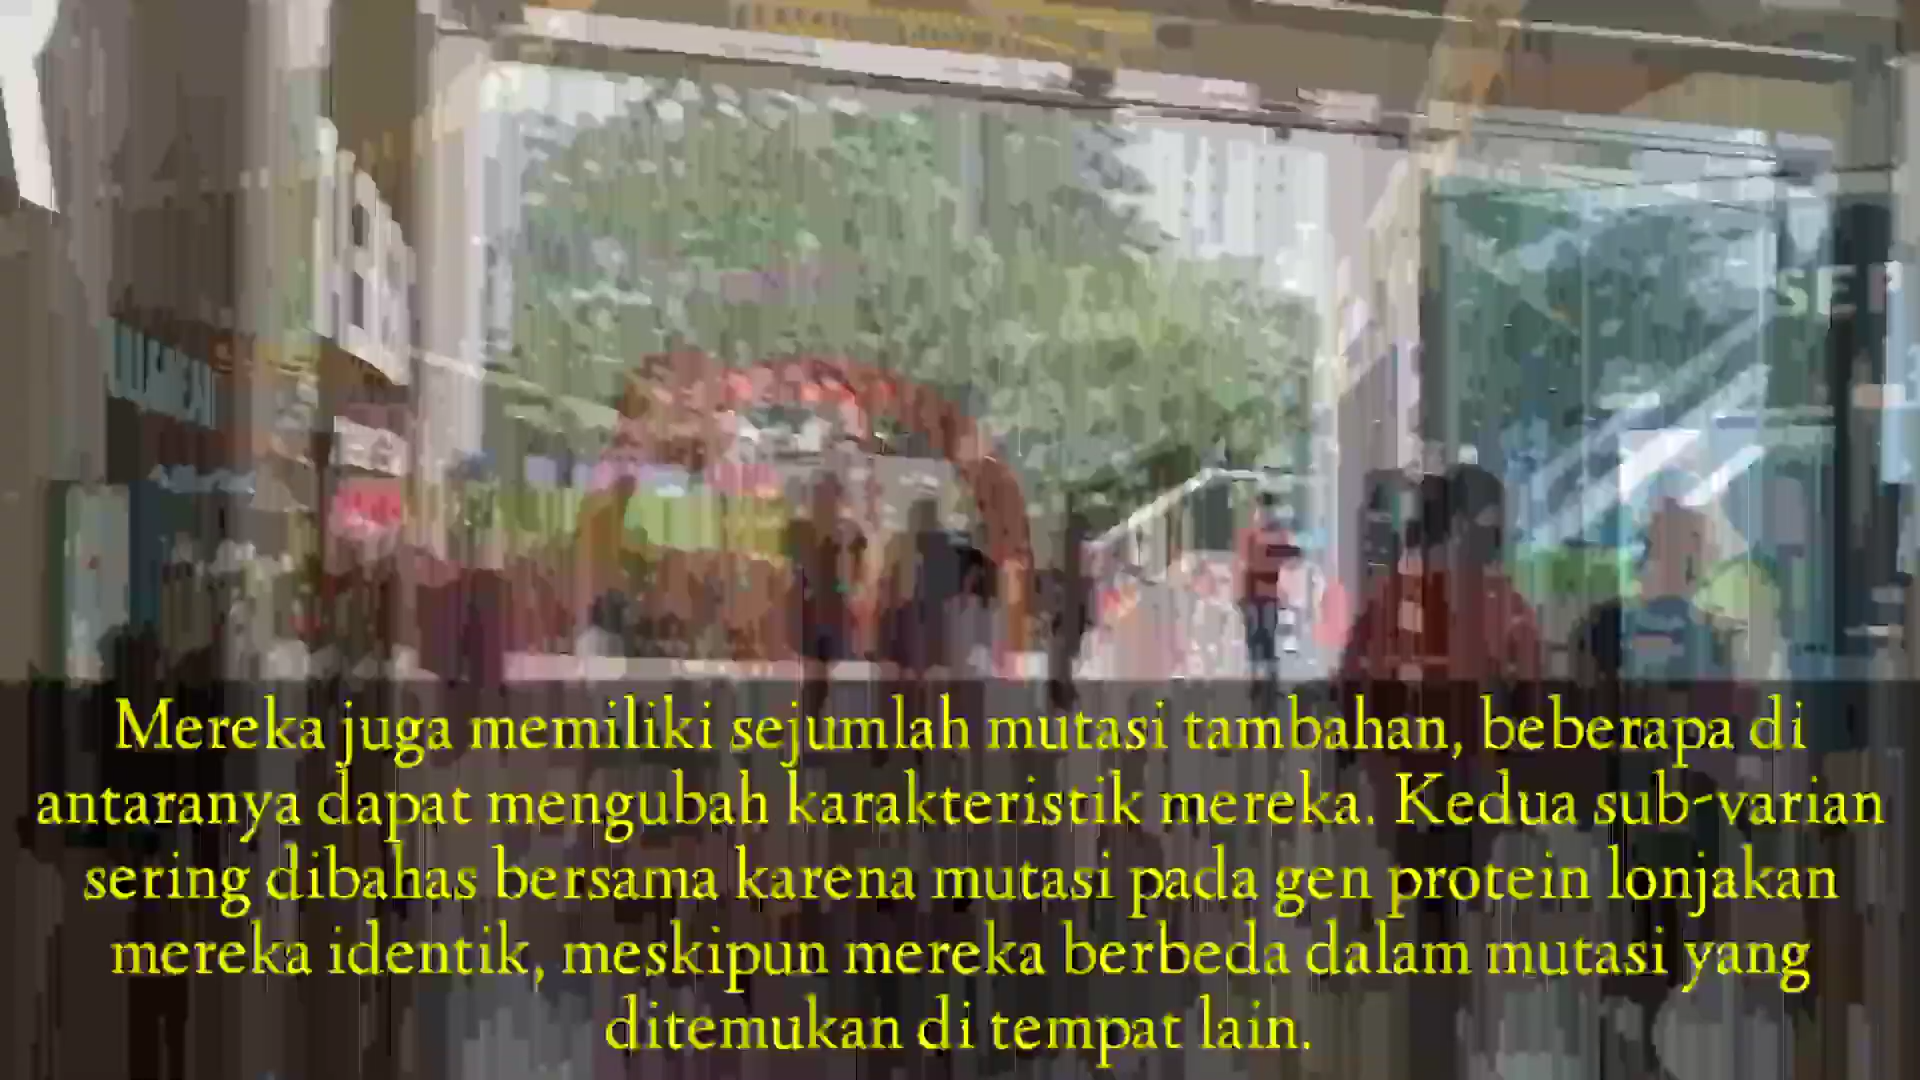 Mereka juga memiliki sejumlah mutasi tambahan, beberapa di
antaranya dapat mengubah karakteristik mereka. Kedua sub-varian
sering dibahas bersama karena mutasi pada gen protein lonjakan
mereka identik, meskipun mereka berbeda dalam mutasi yang
ditemukan di tempat lain.